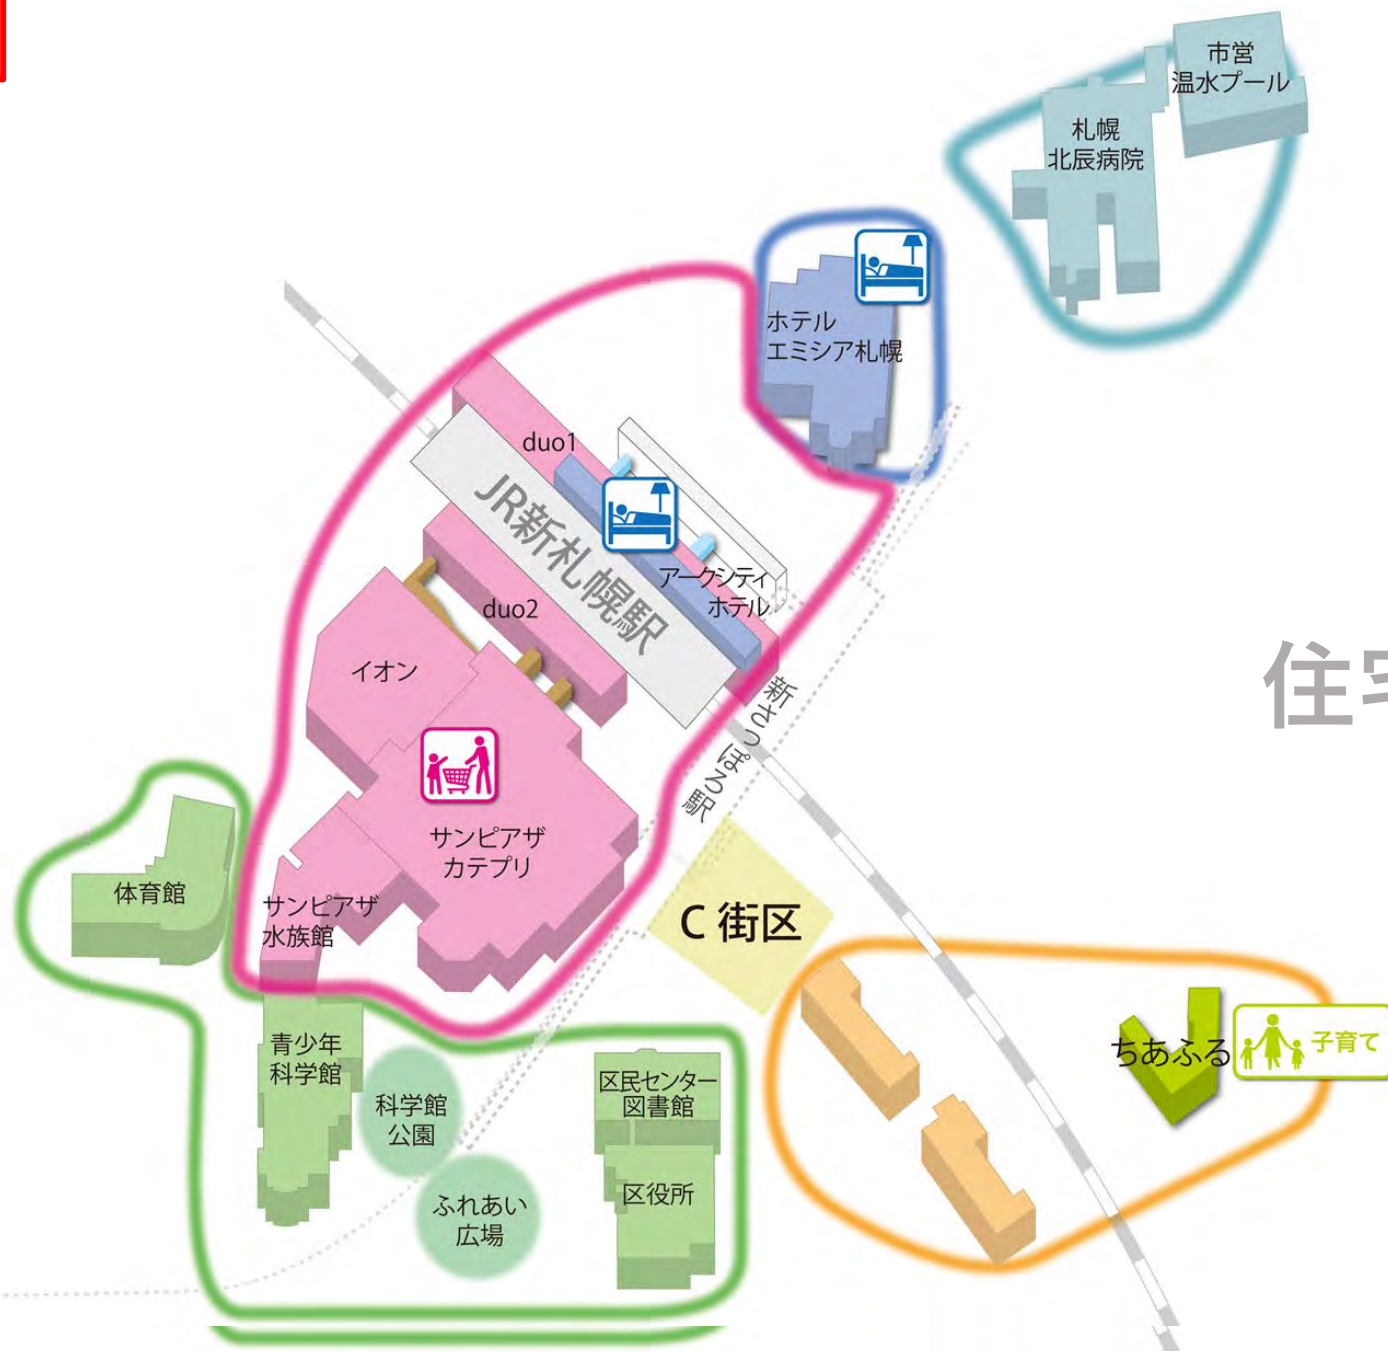 市営
温水プール
札幌
北辰病院
ホテル
エミシア札幌
duo1
JR新札幌駅
アークシティ
ホテル
duo2
イオン
新さっぽろ駅
サンピアザ
カテプリ
体育館
サンピアザ
水族館
C 街区
青少年
科学館
科学館
公園
区民センター
図書館
ちあふる
子育て
ふれあい
広場
区役所